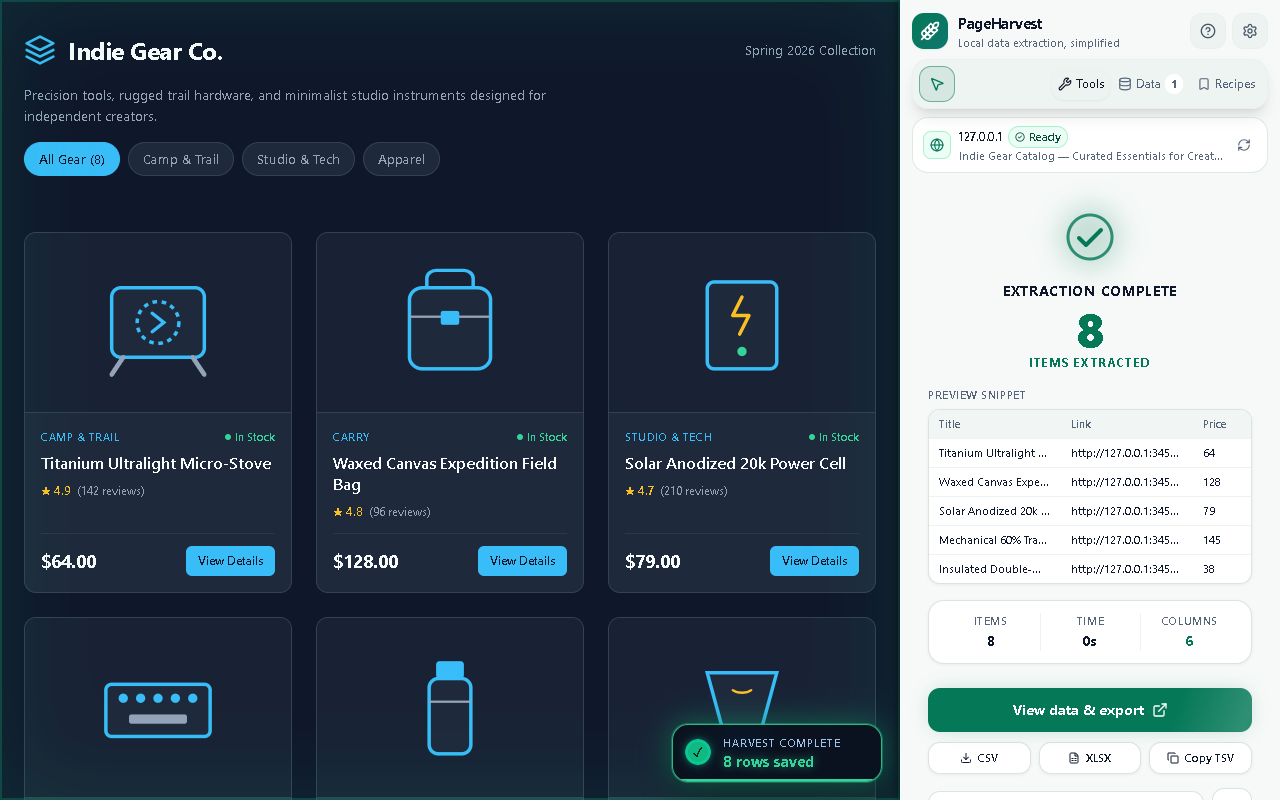 Indie Gear Co.
Spring 2026 Collection
Precision tools, rugged trail hardware, and minimalist studio instruments designed for
independent creators.
All Gear (8)
Camp & Trail
Studio & Tech
Apparel
CAMP & TRAIL
In Stock
Titanium Ultralight Micro-Stove
★ 4.9 (142 reviews)
$64.00
View Details
CARRY
In Stock
Waxed Canvas Expedition Field
Bag
★ 4.8 (96 reviews)
$128.00
View Details
STUDIO & TECH
In Stock
Solar Anodized 20k Power Cell
★ 4.7 (210 reviews)
$79.00
View Details
HARVEST COMPLETE
8 rows saved
PageHarvest
Local data extraction, simplified
Tools
Data 1
Recipes
127.0.0.1
Ready
Indie Gear Catalog — Curated Essentials for Creat...
EXTRACTION COMPLETE
8
ITEMS EXTRACTED
PREVIEW SNIPPET
Title Link Price
Titanium Ultralight ... http://127.0.0.1:345... 64
Waxed Canvas Expe... http://127.0.0.1:345... 128
Solar Anodized 20k ... http://127.0.0.1:345... 79
Mechanical 60% Tra... http://127.0.0.1:345... 145
Insulated Double-... http://127.0.0.1:345... 38
ITEMS TIME COLUMNS
8 0s 6
View data & export
CSV
XLSX
Copy TSV